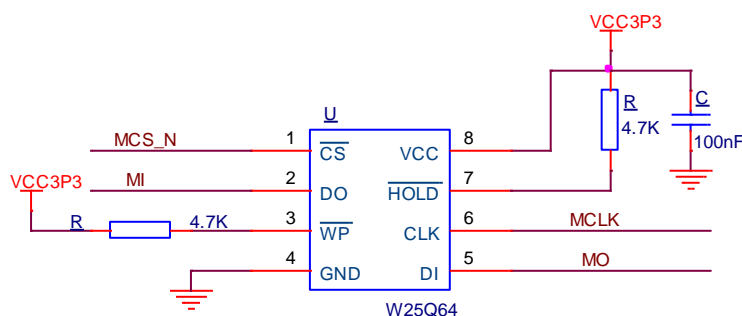 VCC3P3
U
R
C
4.7K
100nF
MCS_N
1
CS
VCC
8
VCC3P3
MI
2
DO
HOLD
7
R
4.7K
3
WP
CLK
6
MCLK
4
GND
DI
5
MO
W25Q64